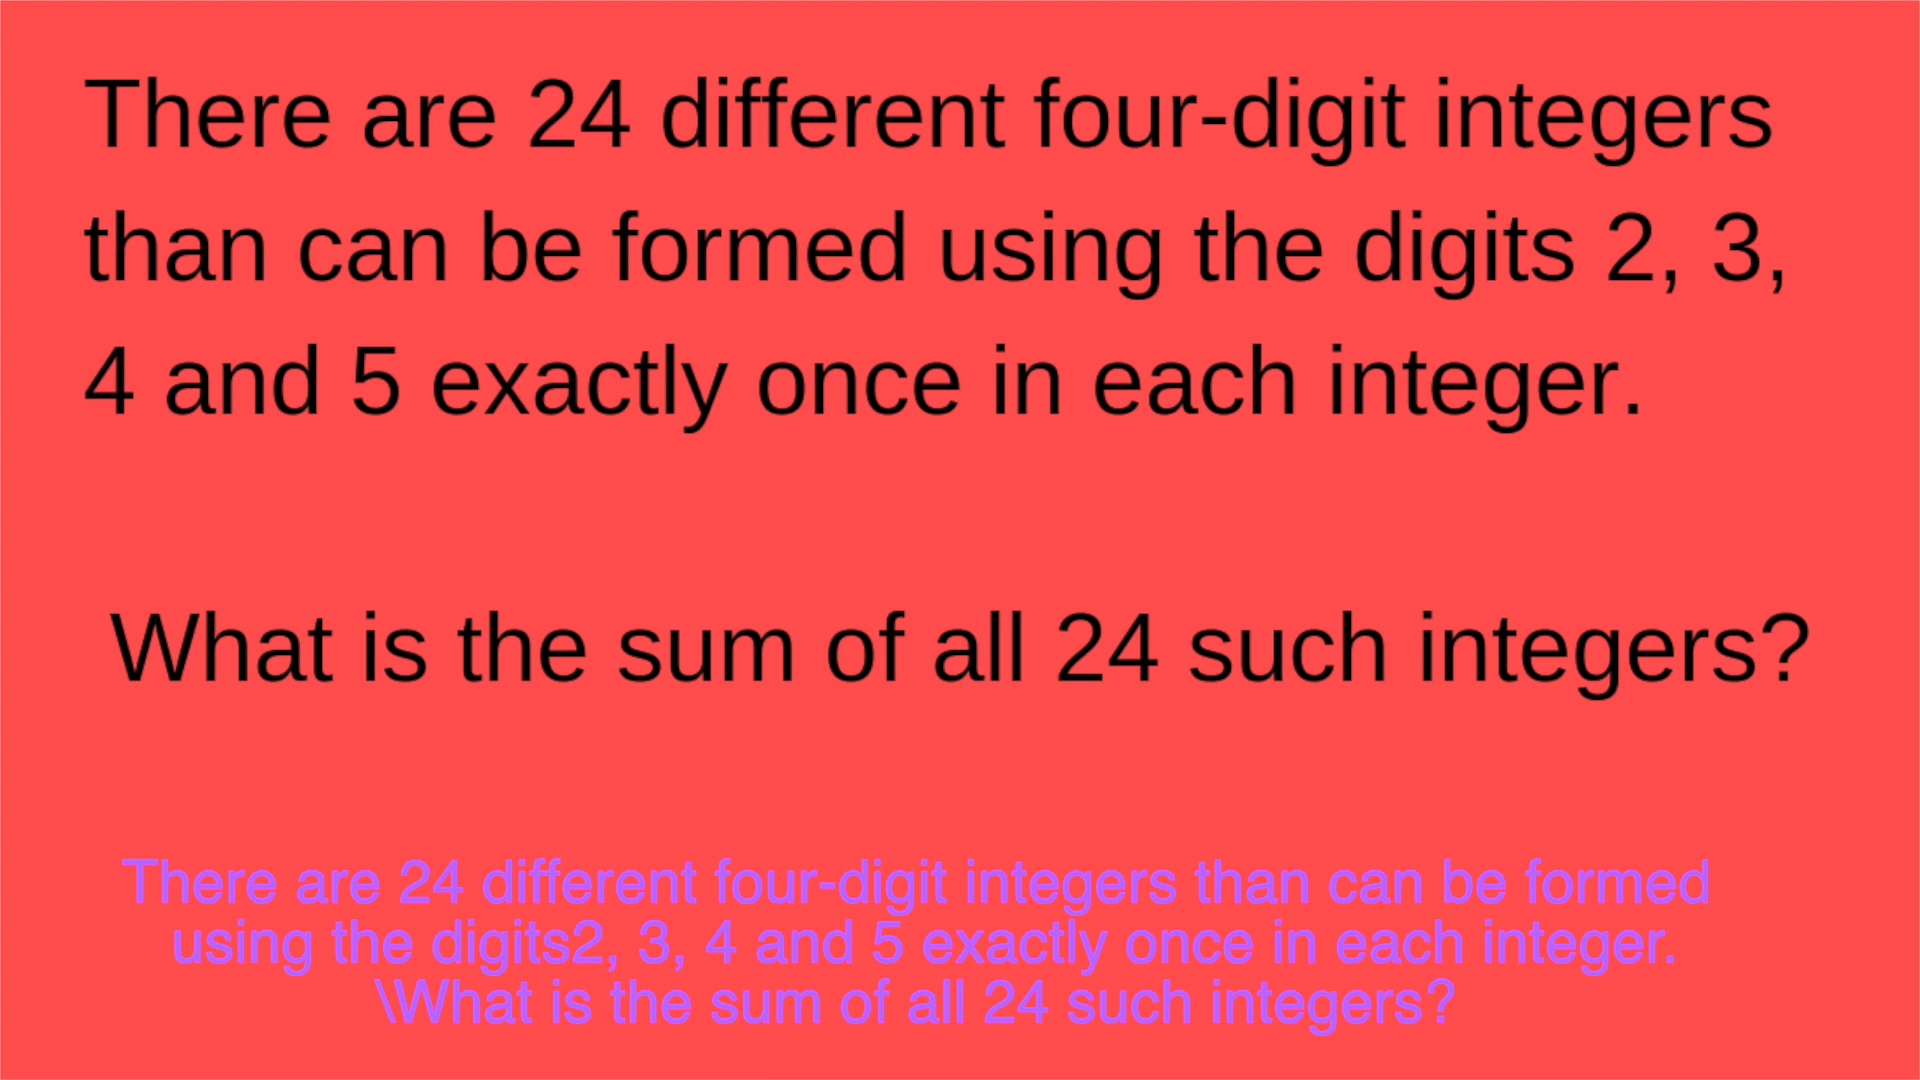 There are 24 different four-digit integers
than can be formed using the digits 2, 3,
4 and 5 exactly once in each integer.
What is the sum of all 24 such integers?
There are 24 different four-digit integers than can be formed
using the digits2, 3, 4 and 5 exactly once in each integer.
\What is the sum of all 24 such integers?